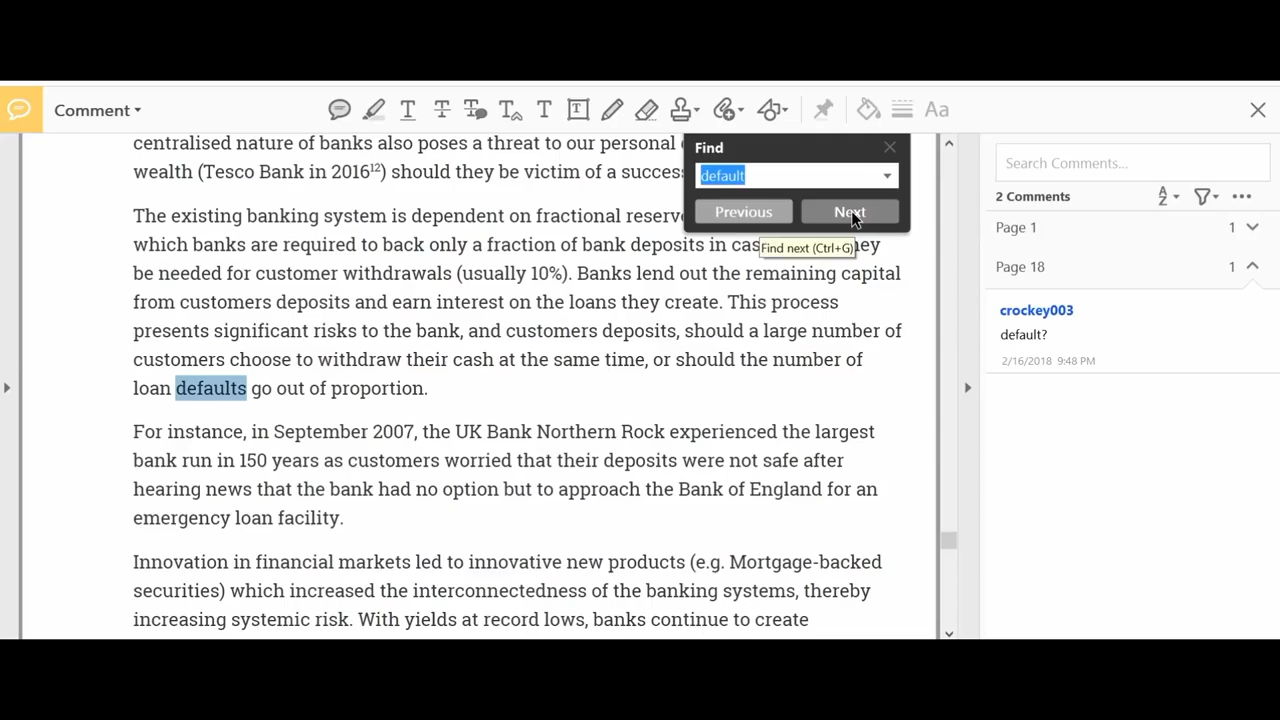 Comment
Aa
centralised nature of banks also poses a threat to our personal
wealth (Tesco Bank in 2016¹²) should they be victim of a
The existing banking system is dependent on fractional
which banks are required to back only a fraction of bank deposits in
be needed for customer withdrawals (usually 10%). Banks lend out the remaining capital
from customers deposits and earn interest on the loans they create. This process
presents significant risks to the bank, and customers deposits, should a large number of
customers choose to withdraw their cash at the same time, or should the number of
loan defaults go out of proportion.
For instance, in September 2007, the UK Bank Northern Rock experienced the largest
bank run in 150 years as customers worried that their deposits were not safe after
hearing news that the bank had no option but to approach the Bank of England for an
emergency loan facility.
Innovation in financial markets led to innovative new products (e.g. Mortgage-backed
securities) which increased the interconnectedness of the banking systems, thereby
increasing systemic risk. With yields at record lows, banks continue to create
Find
default
Previous
Next
Find next (Ctrl+G)
Search Comments...
2 Comments
Page 1 1
Page 18 1
crockey003
default?
2/16/2018 9:48 PM